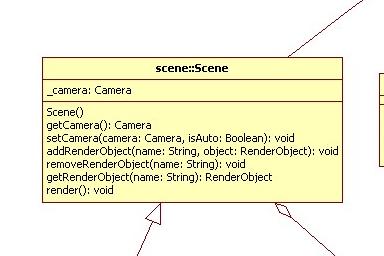 scene::Scene
_camera: Camera
Scene()
getCamera(): Camera
setCamera(camera: Camera, isAuto: Boolean): void
addRenderObject(name: String, object: RenderObject): void
removeRenderObject(name: String): void
getRenderObject(name: String): RenderObject
render(): void